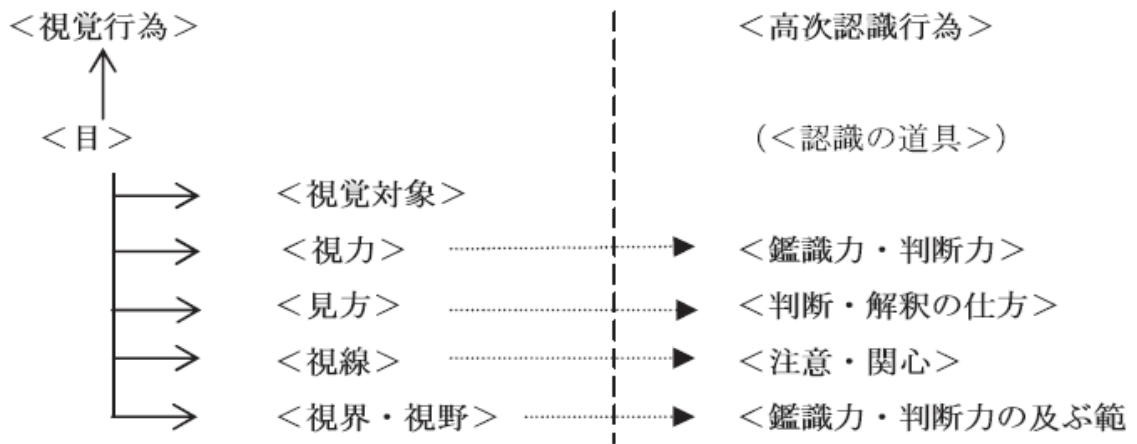 ＜視覚行為＞ ＜高次認識行為＞
＜目＞ （＜認識の道具＞）
＜視覚対象＞
＜視力＞ ＜鑑識力・判断力＞
＜見方＞ ＜判断・解釈の仕方＞
＜視線＞ ＜注意・関心＞
＜視界・視野＞ ＜鑑識力・判断力の及ぶ範